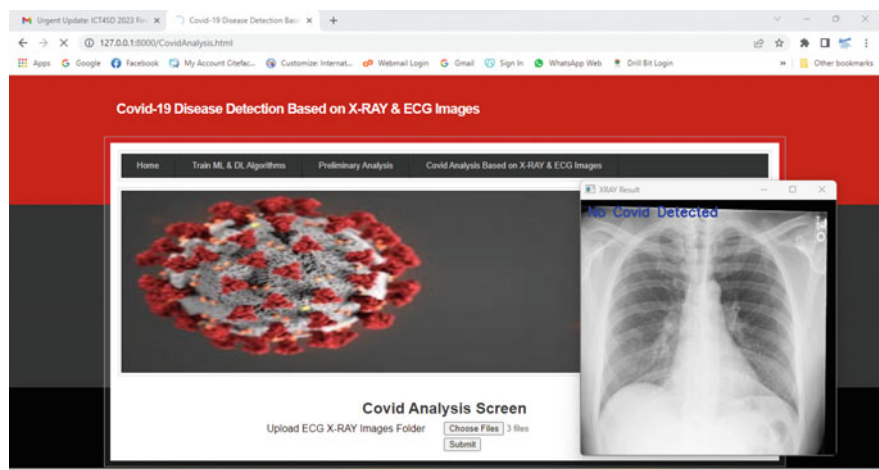 Urgent Update: ICT4SD 2023
Covid-19 Disease Detection Base
127.0.0.1:8000/CovidAnalysis.html
Apps Google Facebook My Account Citefac... Customize: Internat... Webmail Login Gmail Sign In WhatsApp Web Drill Bit Login » Other bookmarks
Covid-19 Disease Detection Based on X-RAY & ECG Images
Home Train ML & DL Algorithms Preliminary Analysis Covid Analysis Based on X-RAY & ECG Images
XRAY Result
No Covid Detected
Covid Analysis Screen
Upload ECG X-RAY Images Folder Choose Files 3 files
Submit